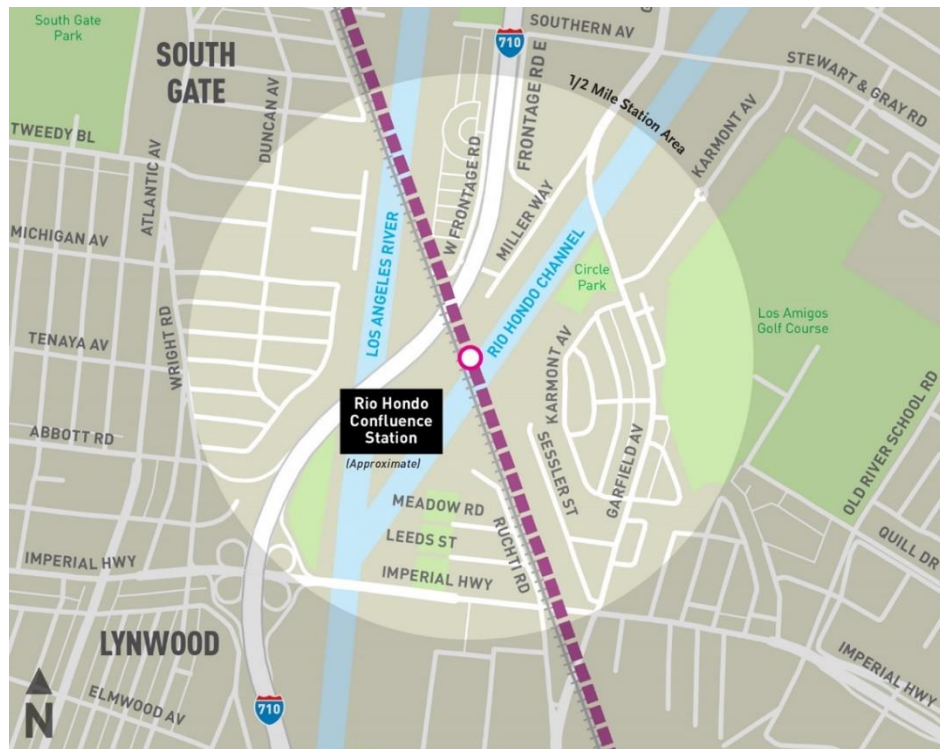 South Gate
Park
SOUTH
GATE
710
SOUTHERN AV
G
STEWART & GRAY RD
1/2 Mile Station Area
KARMONT AV
FRONTAGE RD E
DUNCAN AV
TWEEDY BL
ATLANTIC AV
W FRONTAGE RD
MILLER WAY
MICHIGAN AV
LOS ANGELES RIVER
RIO HONDO CHANNEL
Circle
Park
Los Amigos
Golf Course
TENAYA AV
WRIGHT RD
KARMONT AV
Rio Hondo
Confluence
Station
(Approximate)
ABBOTT RD
SESSLER ST
GARFIELD AV
OLD RIVER SCHOOL RD
MEADOW RD
LEEDS ST
RUCHTI RD
QUILL DR
IMPERIAL HWY
IMPERIAL HWY
IMPERIAL HWY
LYNWOOD
ELMWOOD AV
710
N